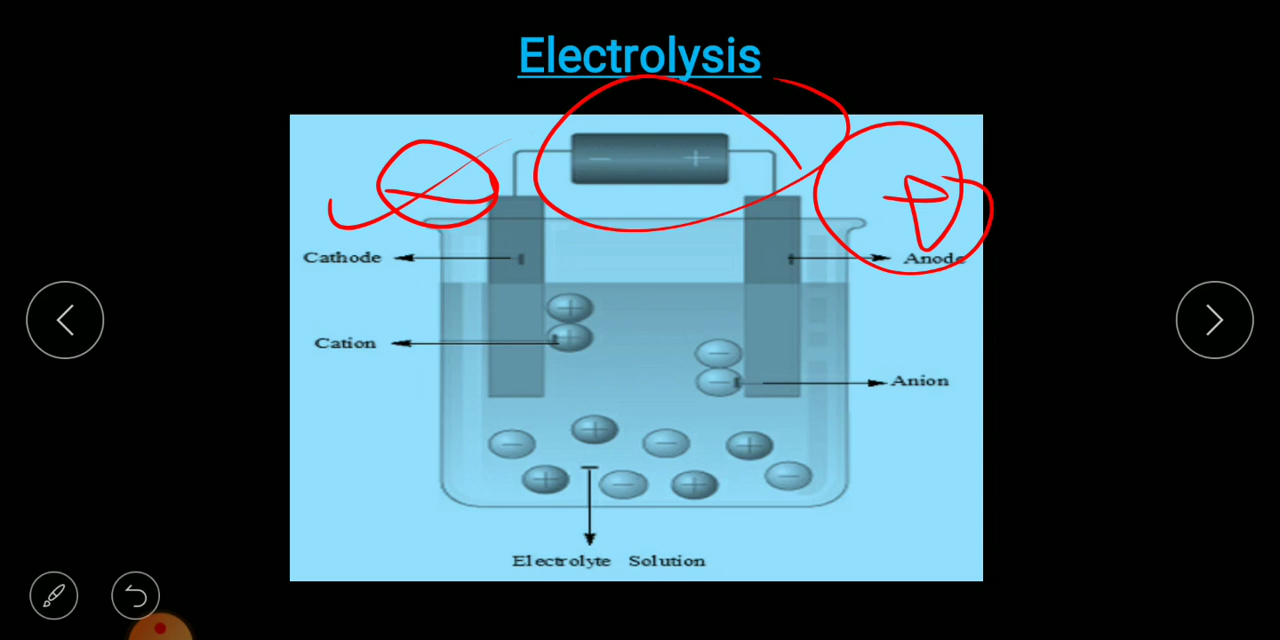 Electrolysis
− +
Cathode
Anode
Cation
Anion
Electrolyte Solution